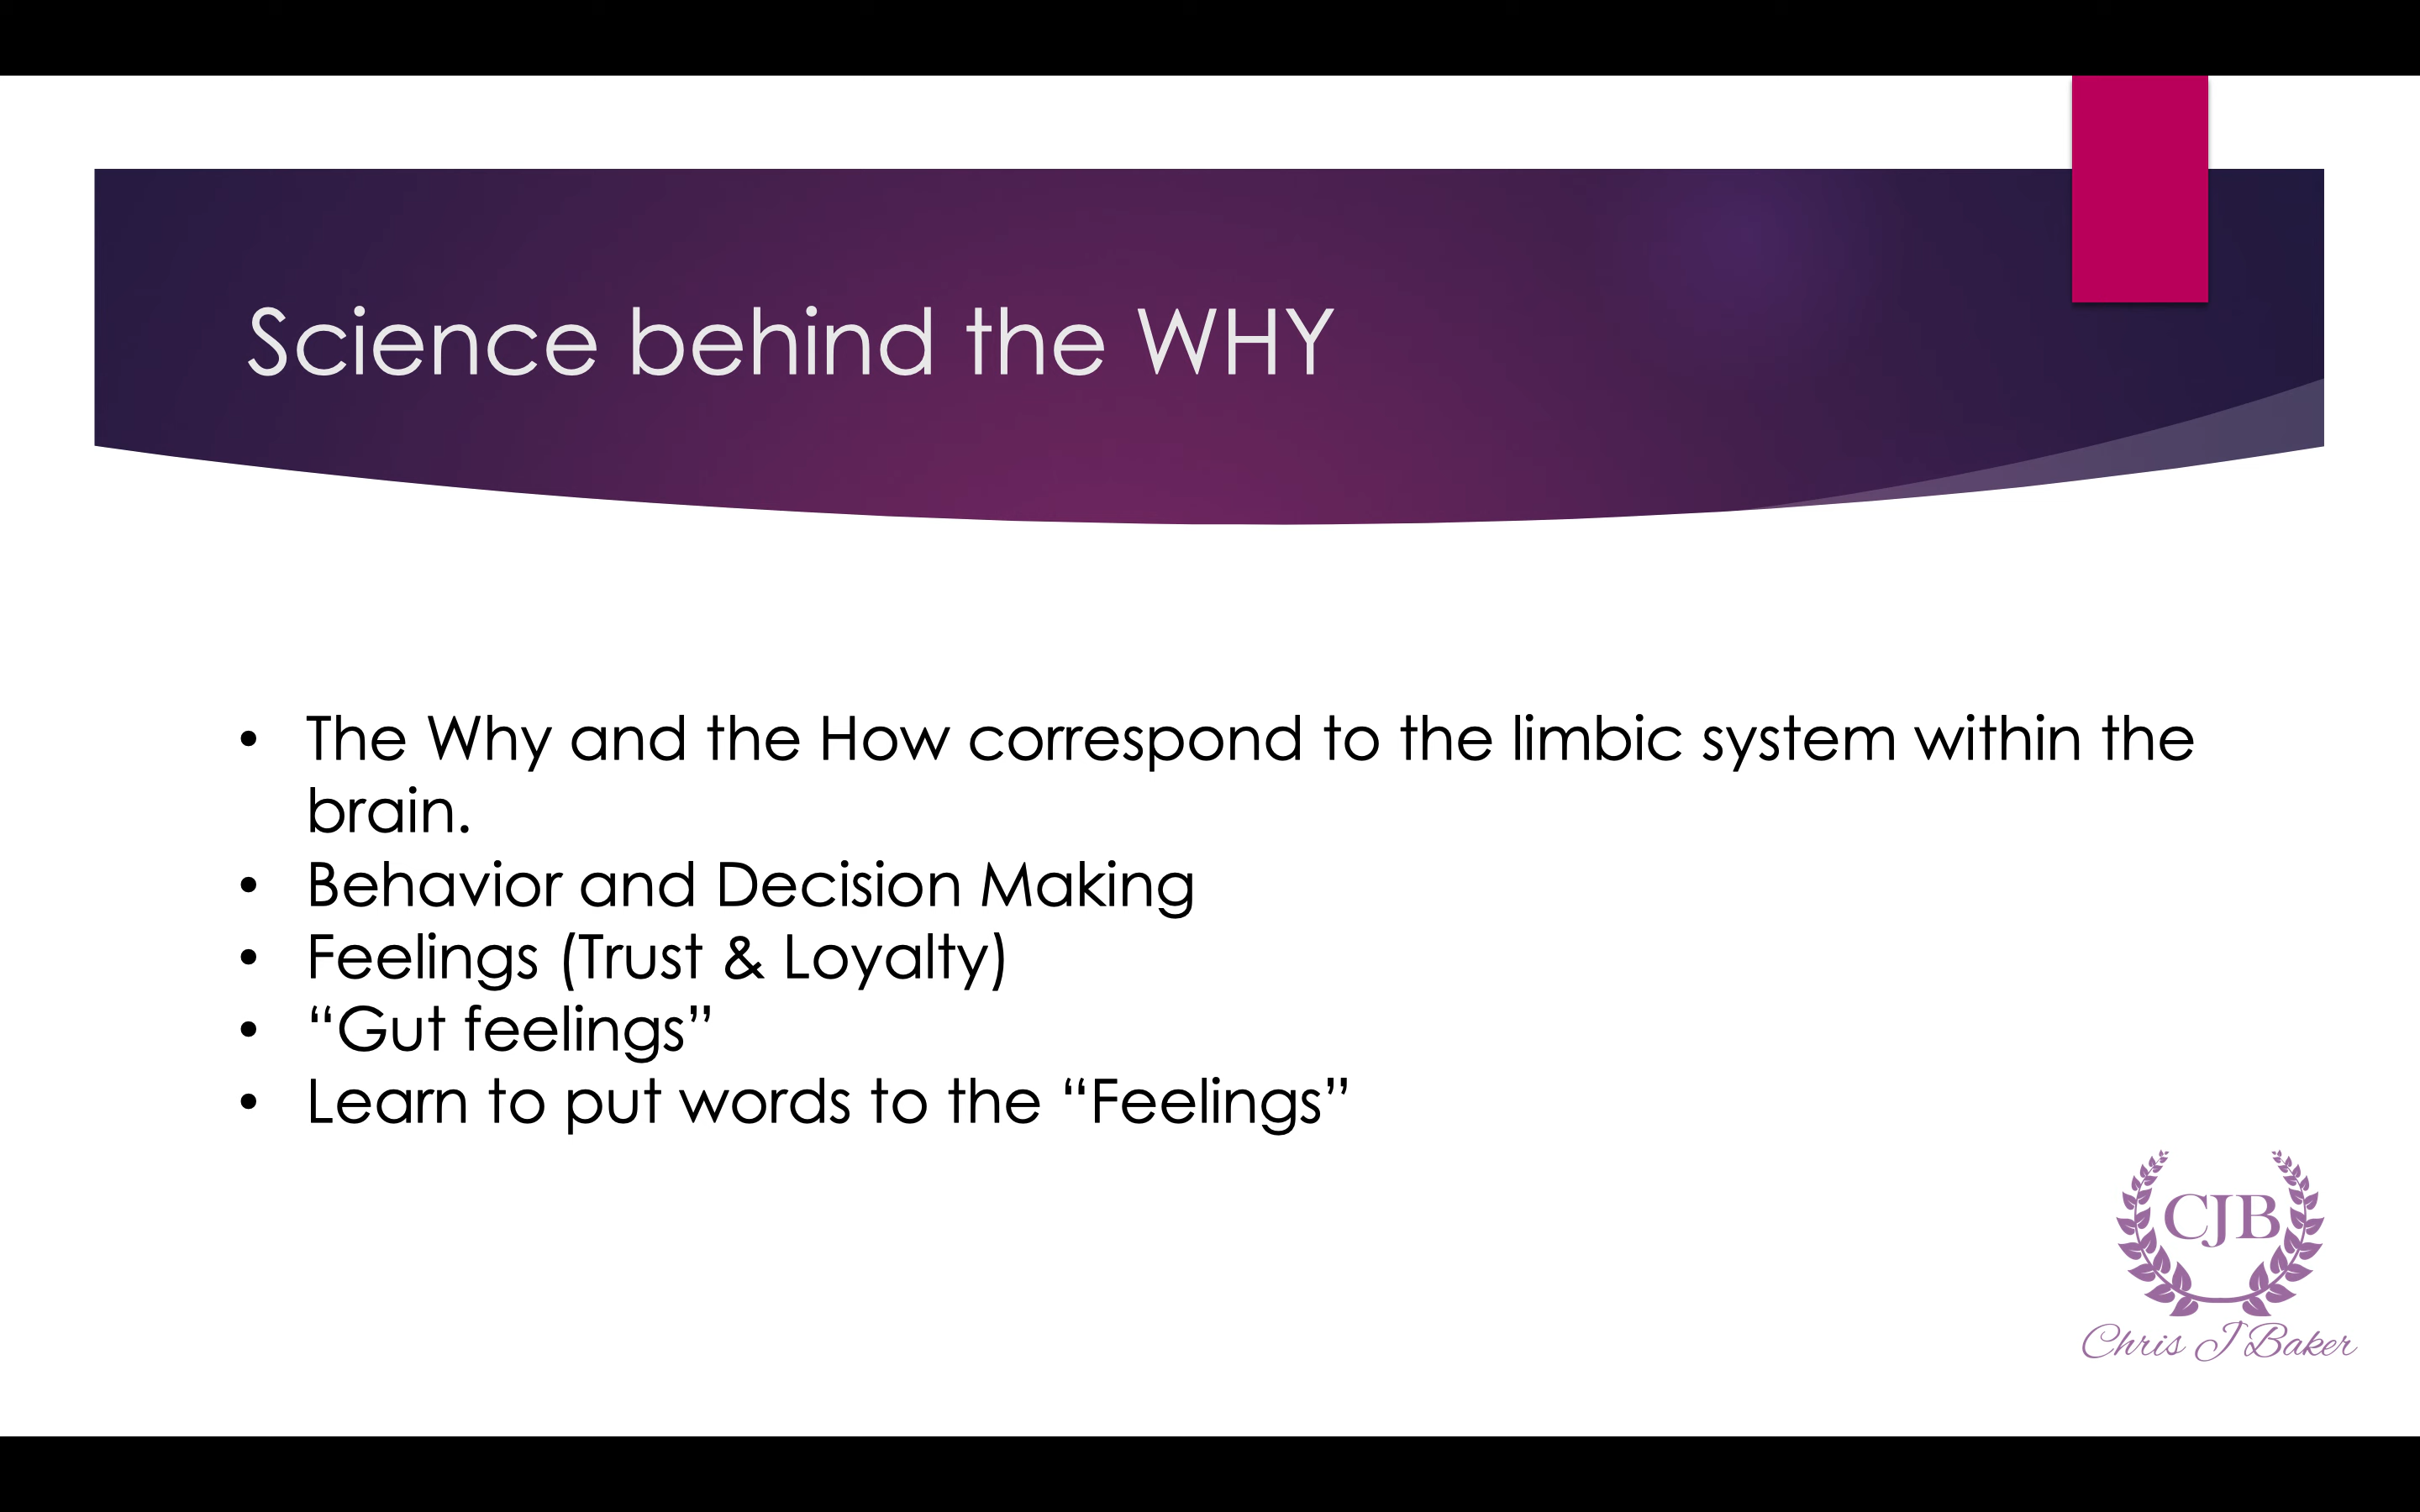 Science behind the WHY
• The Why and the How correspond to the limbic system within the
brain.
• Behavior and Decision Making
• Feelings (Trust & Loyalty)
• “Gut feelings”
• Learn to put words to the “Feelings”
CJB
Chris J Baker